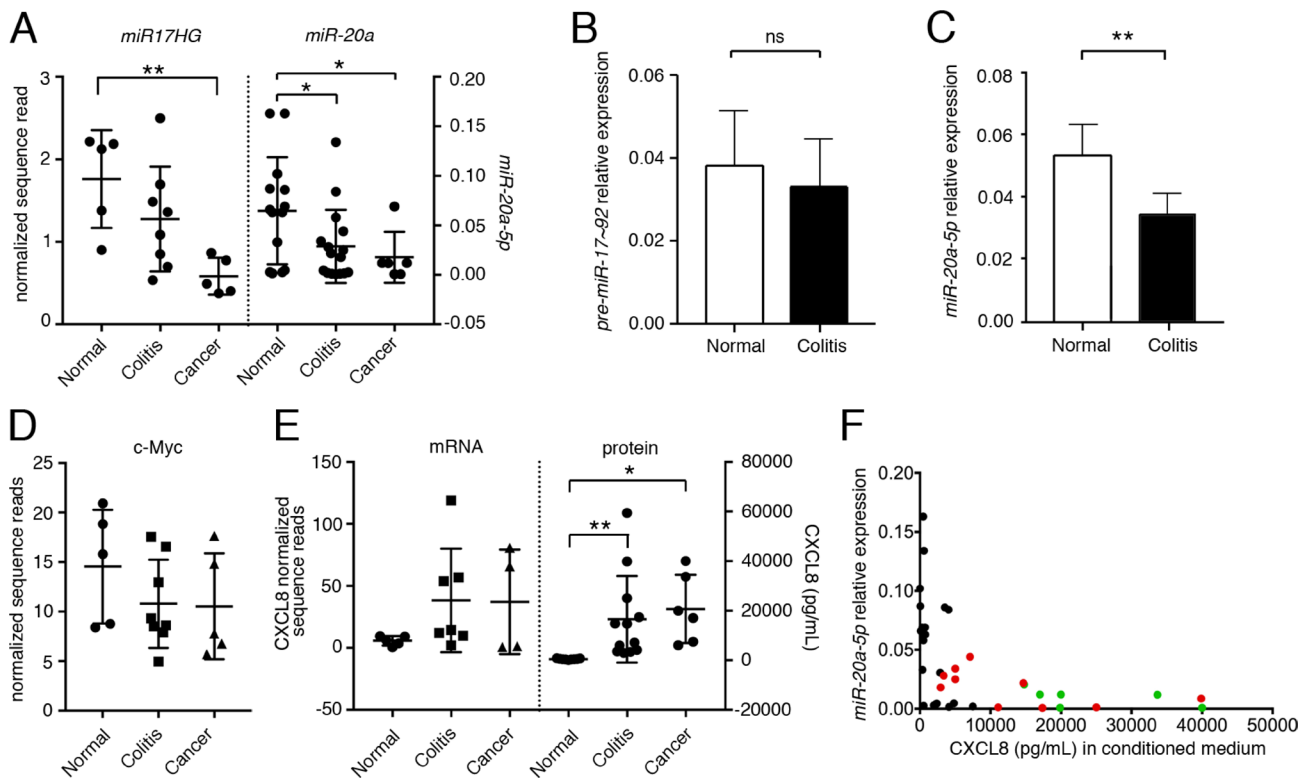 A
miR17HG
miR-20a
**
*
*
normalized sequence read
3
2
1
0
0.20
0.15
0.10
0.05
0.00
-0.05
miR-20a-5p
Normal
Colitis
Cancer
Normal
Colitis
Cancer
B
ns
pre-miR-17~92 relative expression
0.06
0.04
0.02
0.00
Normal
Colitis
C
**
miR-20a-5p relative expression
0.08
0.06
0.04
0.02
0.00
Normal
Colitis
D
c-Myc
normalized sequence reads
25
20
15
10
5
0
Normal
Colitis
Cancer
E
mRNA
protein
*
**
CXCL8 normalized
sequence reads
150
100
50
0
-50
80000
60000
40000
20000
0
-20000
CXCL8 (pg/mL)
Normal
Colitis
Cancer
Normal
Colitis
Cancer
F
miR-20a-5p relative expression
0.20
0.15
0.10
0.05
0.00
10000
20000
30000
40000
50000
CXCL8 (pg/mL) in conditioned medium